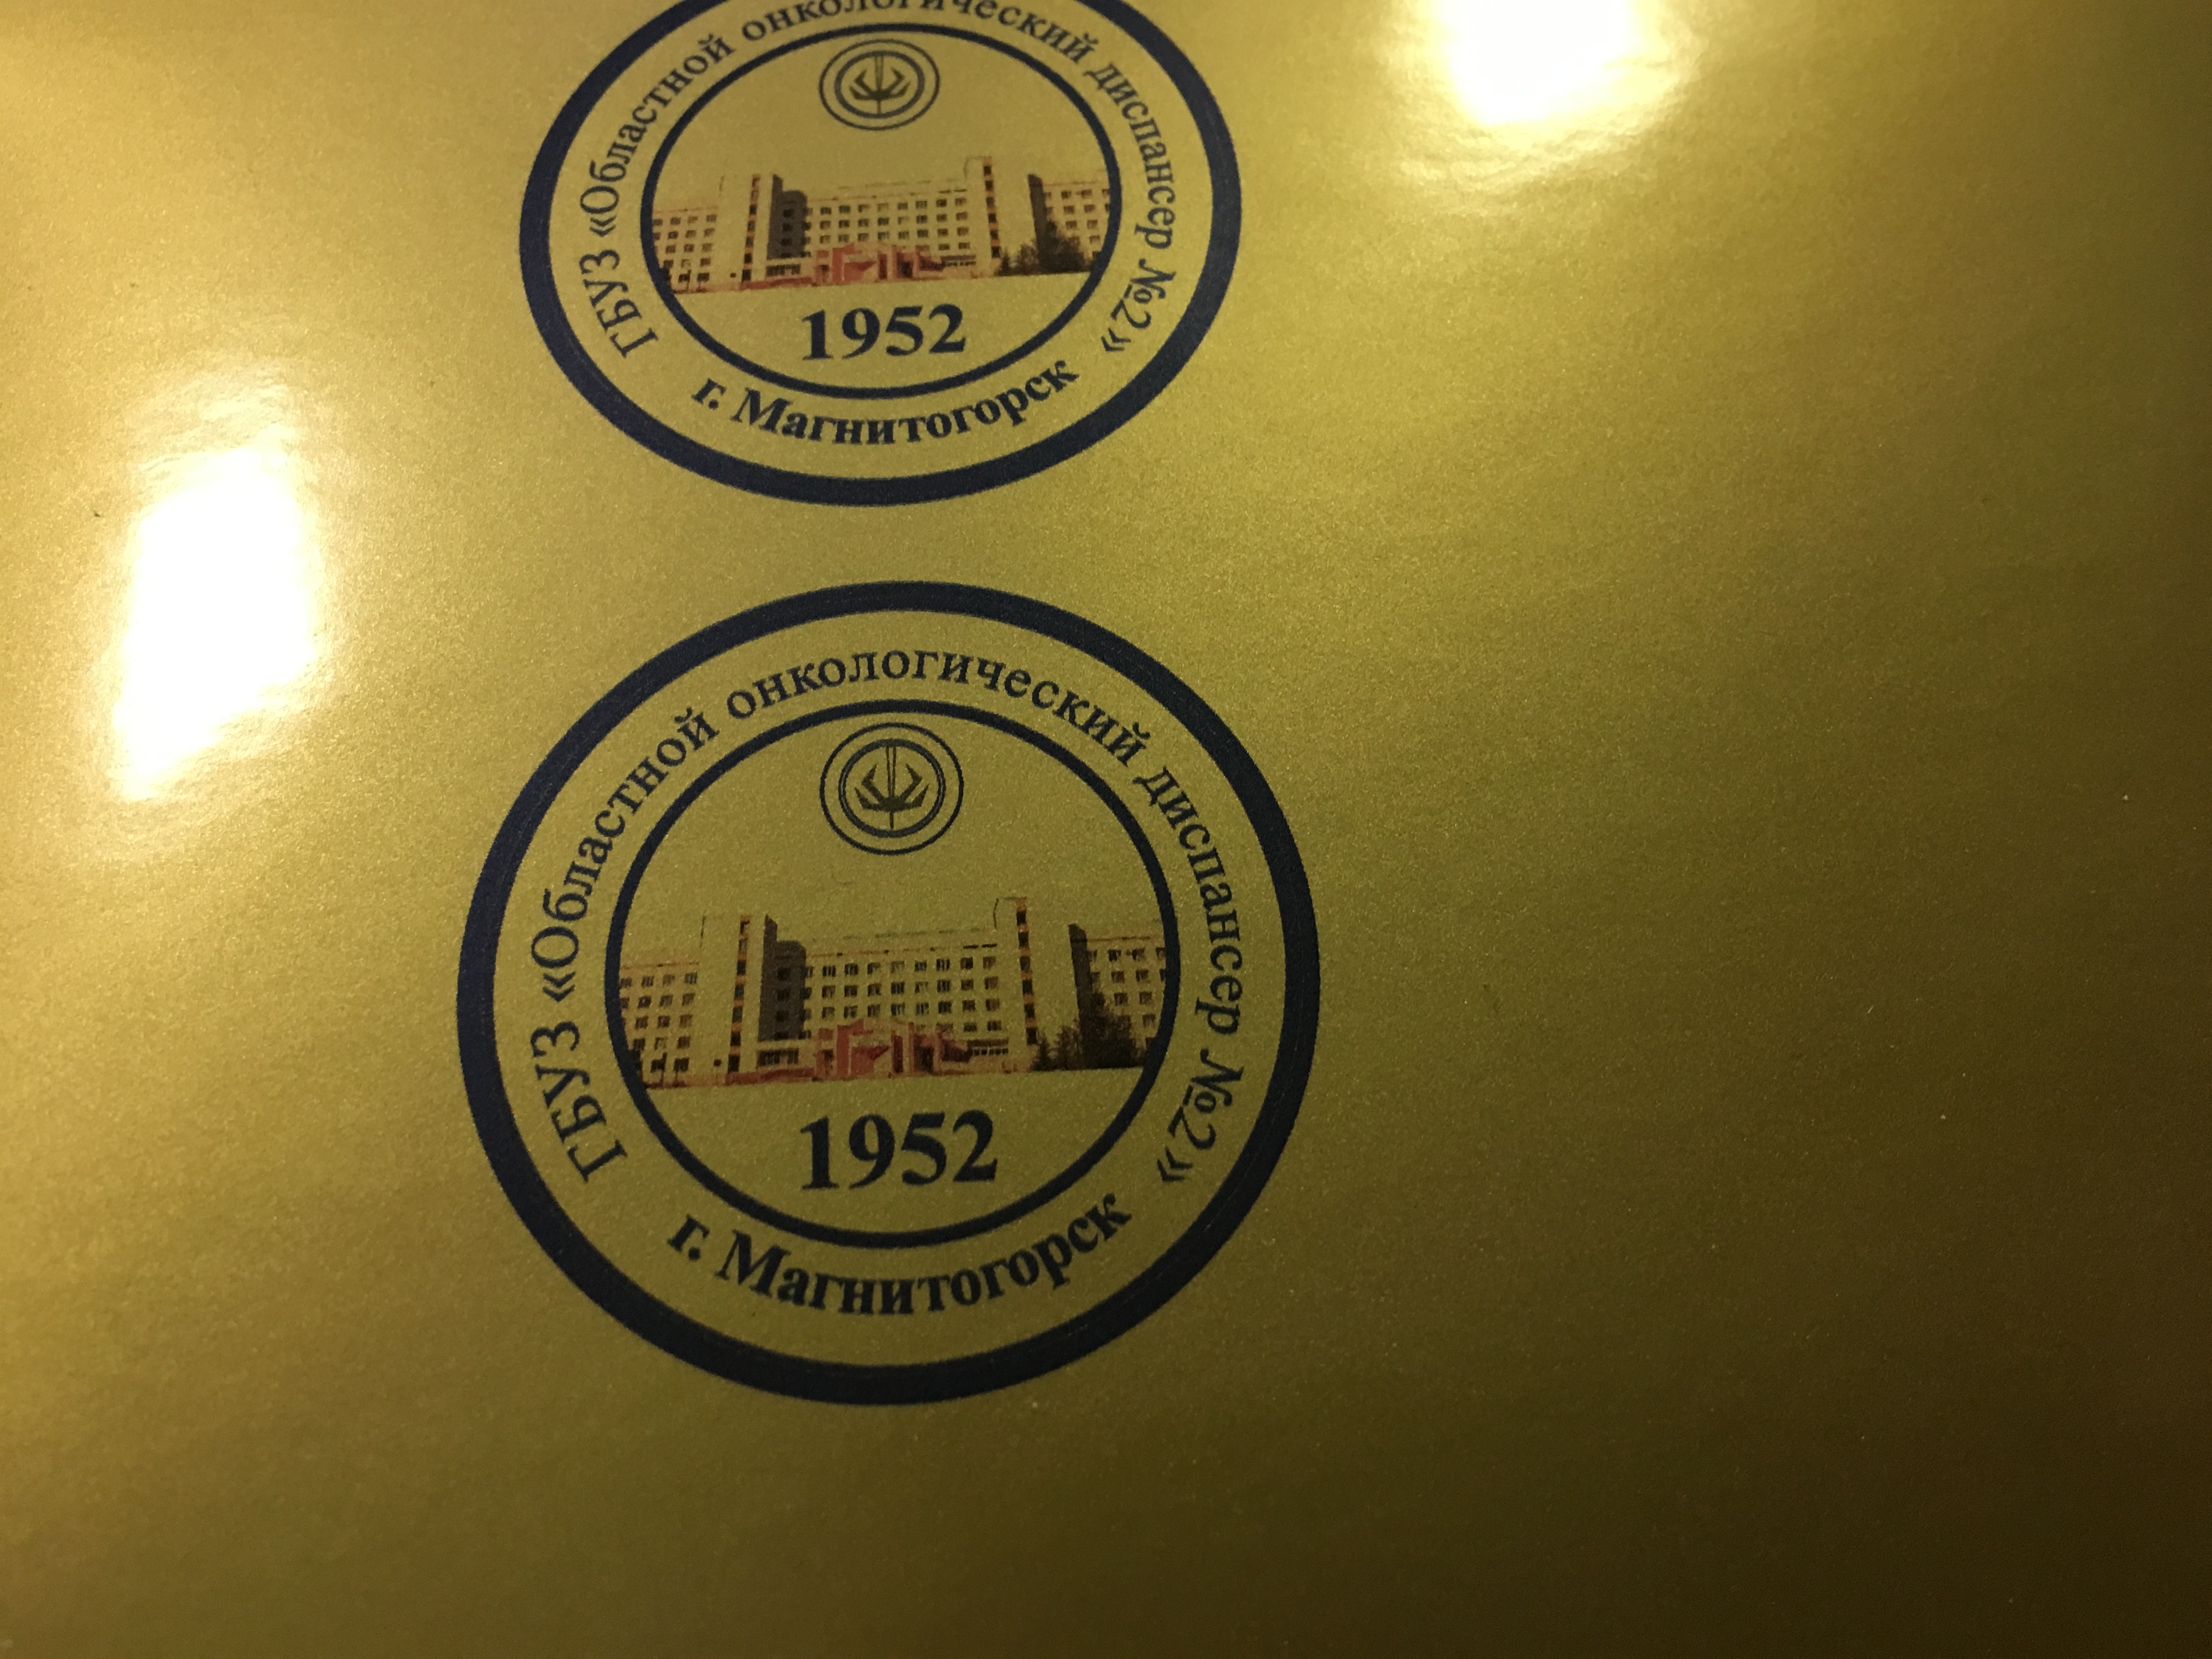 ГБУЗ «Областной онкологический диспансер №2»
1952
г. Магнитогорск
ГБУЗ «Областной онкологический диспансер №2»
1952
г. Магнитогорск